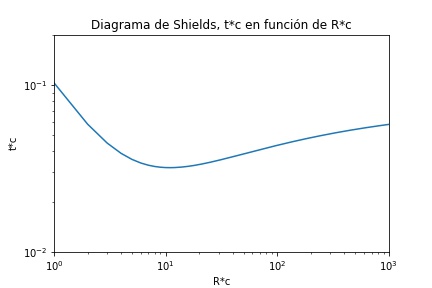 Diagrama de Shields, t*c en función de R*c
10⁻¹
t*c
10⁻²
10⁰
10¹
10²
10³
R*c